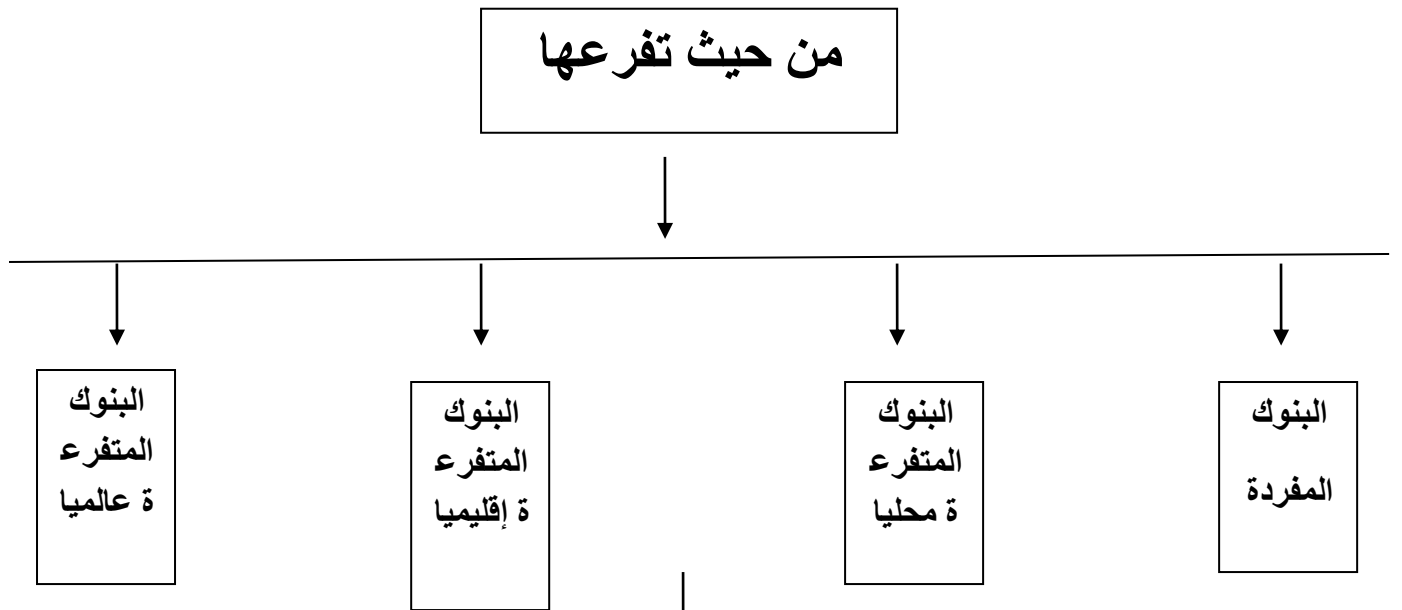 من حيث تفرعها
البنوك
المفردة
البنوك
المتفرع
ة محليا
البنوك
المتفرع
ة إقليميا
البنوك
المتفرع
ة عالميا